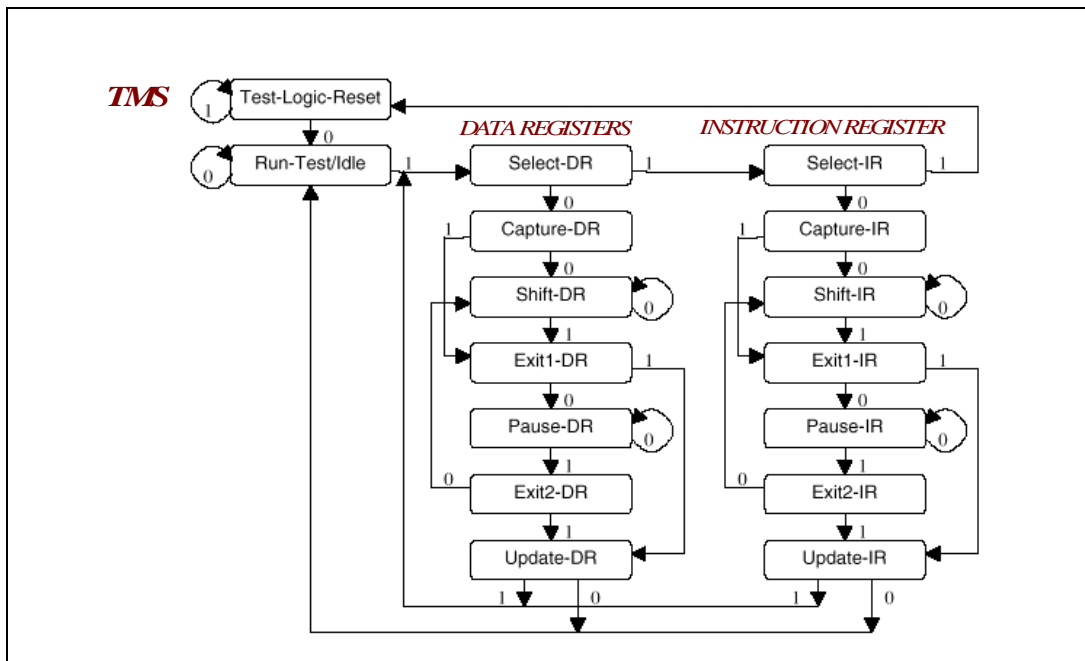 TMS
Test-Logic-Reset
1
0
DATA REGISTERS
INSTRUCTION REGISTER
Run-Test/Idle
0
1
Select-DR
1
Select-IR
1
0
0
1
Capture-DR
1
Capture-IR
0
0
Shift-DR
0
Shift-IR
0
1
1
Exit1-DR
1
Exit1-IR
1
0
0
Pause-DR
0
Pause-IR
0
1
1
0
Exit2-DR
0
Exit2-IR
1
1
Update-DR
Update-IR
1
0
1
0